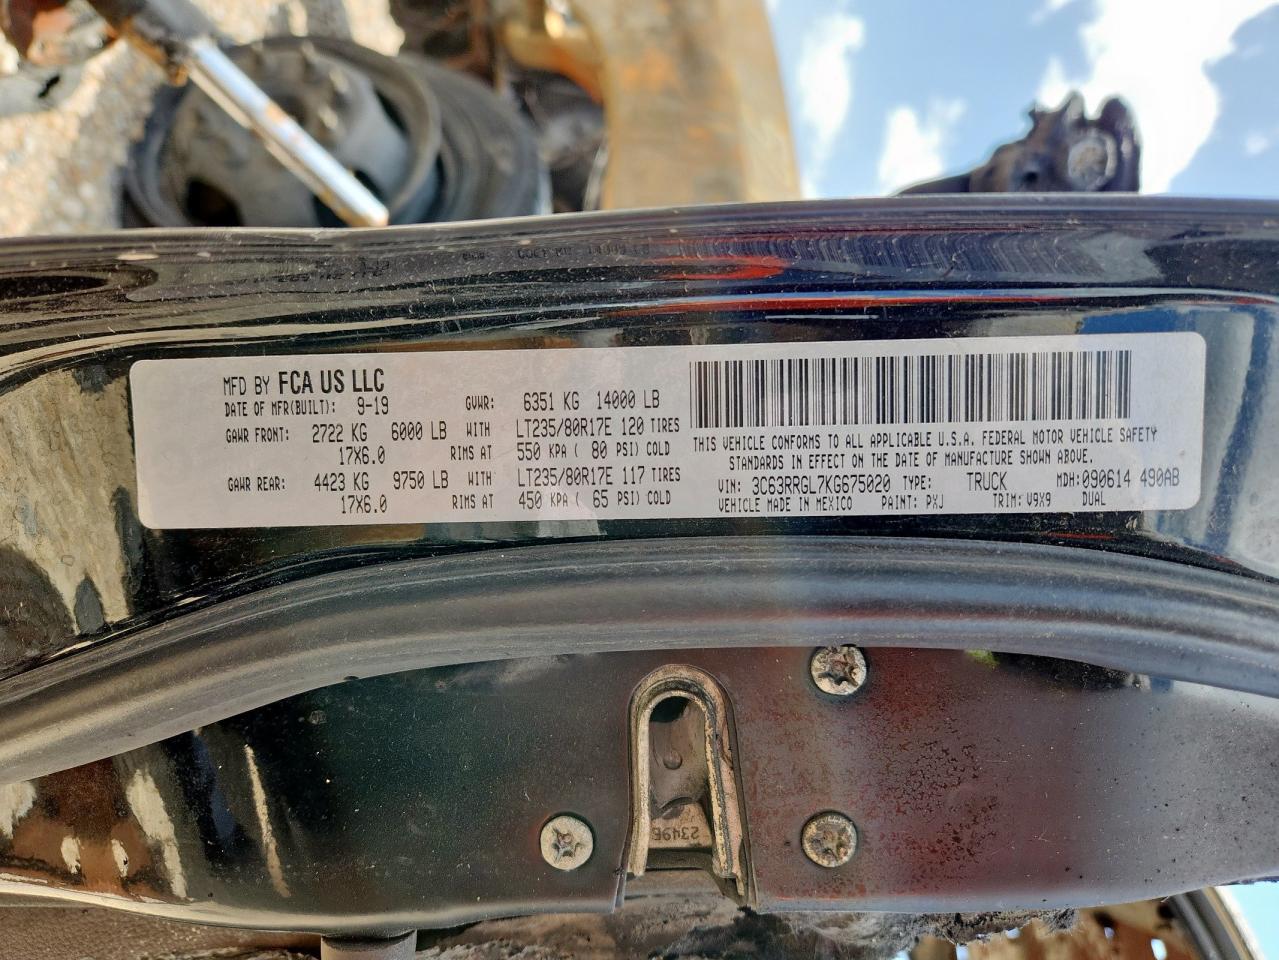 MFD BY FCA US LLC
DATE OF MFR(BUILT): 9-19 GVWR: 6351 KG 14000 LB
GAWR FRONT: 2722 KG 6000 LB WITH LT235/80R17E 120 TIRES
17X6.0 RIMS AT 550 KPA ( 80 PSI) COLD
GAWR REAR: 4423 KG 9750 LB WITH LT235/80R17E 117 TIRES
17X6.0 RIMS AT 450 KPA ( 65 PSI) COLD
THIS VEHICLE CONFORMS TO ALL APPLICABLE U.S.A. FEDERAL MOTOR VEHICLE SAFETY
STANDARDS IN EFFECT ON THE DATE OF MANUFACTURE SHOWN ABOVE.
VIN: 3C63RRGL7KG675020 TYPE: TRUCK MDH: 090614 490AB
VEHICLE MADE IN MEXICO PAINT: PXJ TRIM: V9X9 DUAL